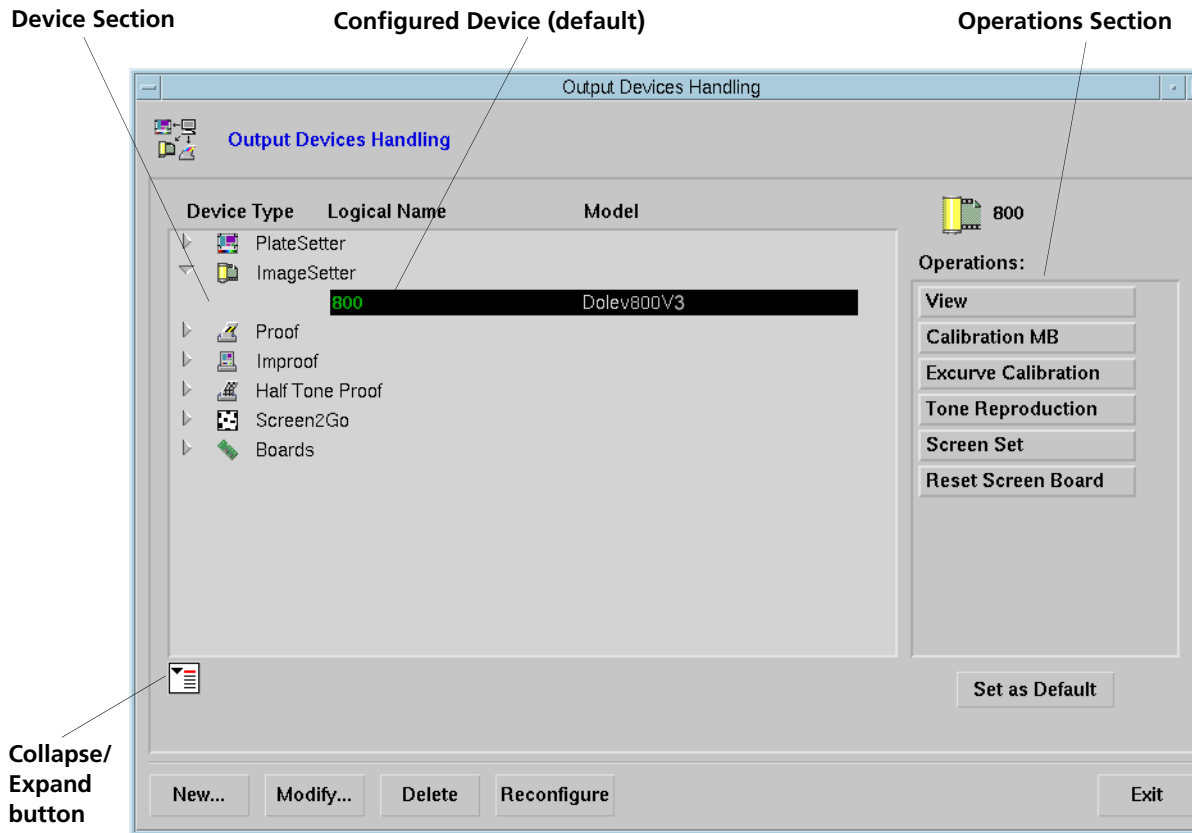 Device Section
Configured Device (default)
Operations Section
Output Devices Handling
Output Devices Handling
Device Type Logical Name Model
800
PlateSetter
Operations:
ImageSetter
800 Dolev800V3
View
Proof
Calibration MB
Improof
Excurve Calibration
Half Tone Proof
Tone Reproduction
Screen2Go
Screen Set
Boards
Reset Screen Board
Set as Default
Collapse/
Expand
button
New... Modify... Delete Reconfigure Exit